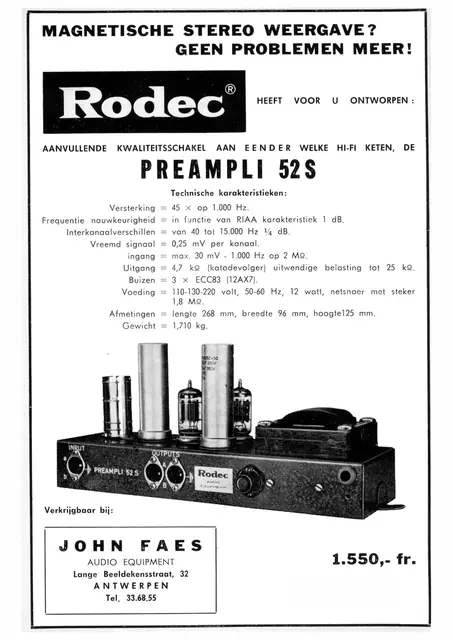 MAGNETISCHE STEREO WEERGAVE?
GEEN PROBLEMEN MEER!
Rodec®
HEEFT VOOR U ONTWORPEN:
AANVULLENDE KWALITEITSSCHAKEL AAN EENDER WELKE HI-FI KETEN, DE
PREAMPLI 52S
Technische karakteristieken:
Versterking = 45 × op 1.000 Hz.
Frequentie nauwkeurigheid = in functie van RIAA karakteristiek 1 dB.
Interkanaalverschillen = van 40 tot 15.000 Hz ¼ dB.
Vreemd signaal = 0,25 mV per kanaal.
ingang = max. 30 mV - 1.000 Hz op 2 MΩ.
Uitgang = 4,7 kΩ (katodevolger) uitwendige belasting tot 25 kΩ.
Buizen = 3 × ECC83 (12AX7).
Voeding = 110-130-220 volt, 50-60 Hz, 12 watt, netsnoer mot steker
1,8 MΩ.
Afmetingen = lengte 268 mm, breedte 96 mm, hoogte125 mm.
Gewicht = 1,710 kg.
INPUT
A
B
PREAMPLI 52 S
OUTPUTS
A
B
Rodec
Verkrijgbaar bij:
JOHN FAES
AUDIO EQUIPMENT
Lange Beeldekensstraat, 32
ANTWERPEN
Tel, 33.68,55
1.550,- fr.